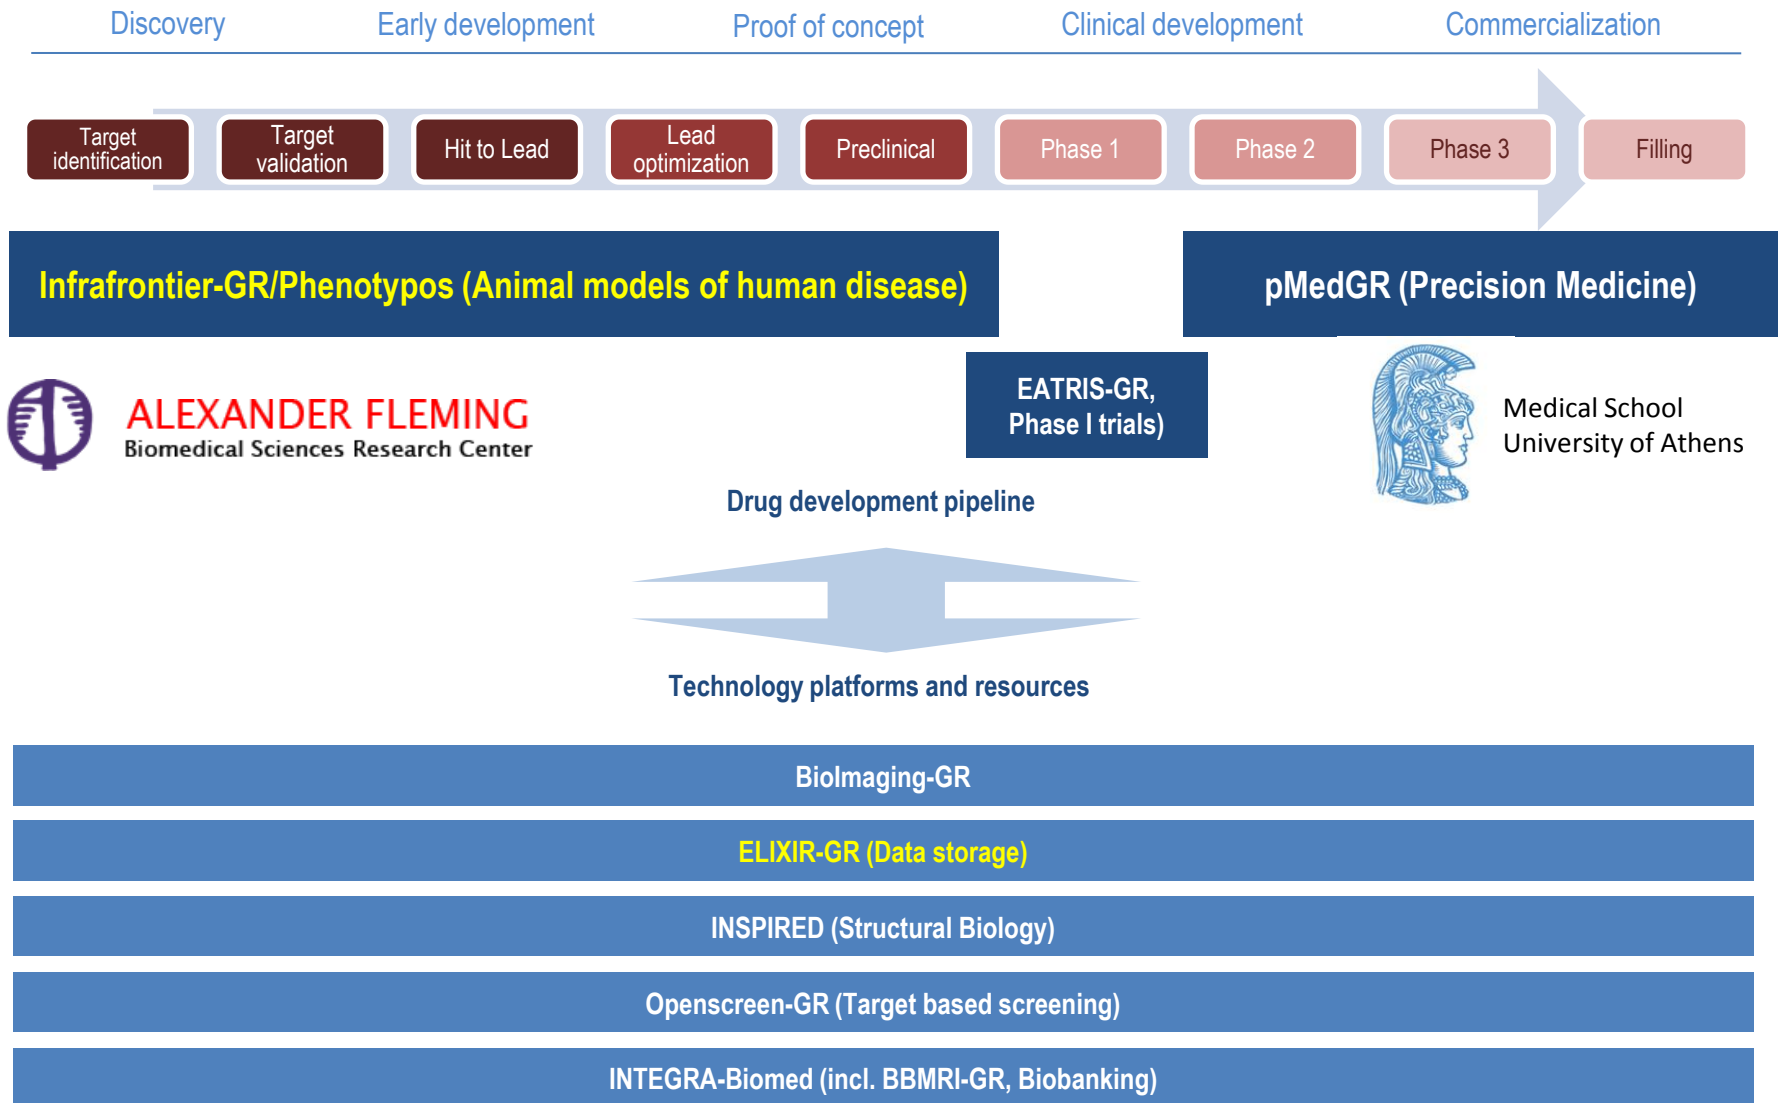 Discovery
Early development
Proof of concept
Clinical development
Commercialization
Target
identification
Target
validation
Hit to Lead
Lead
optimization
Preclinical
Phase 1
Phase 2
Phase 3
Filling
Infrafrontier-GR/Phenotypos (Animal models of human disease)
pMedGR (Precision Medicine)
ALEXANDER FLEMING
Biomedical Sciences Research Center
EATRIS-GR,
Phase I trials)
Medical School
University of Athens
Drug development pipeline
Technology platforms and resources
BioImaging-GR
ELIXIR-GR (Data storage)
INSPIRED (Structural Biology)
Openscreen-GR (Target based screening)
INTEGRA-Biomed (incl. BBMRI-GR, Biobanking)